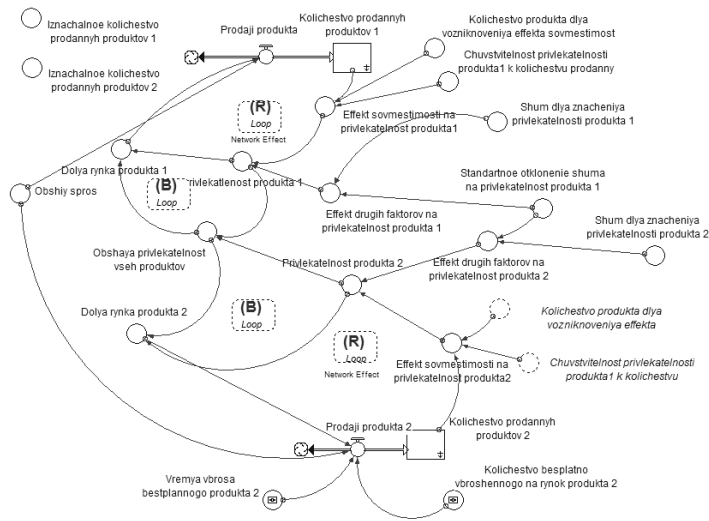 Iznachalnoe kolichestvo
prodannyh produktov 1
Iznachalnoe kolichestvo
prodannyh produktov 2
Prodaji produkta
Kolichestvo prodannyh
produktov 1
Kolichestvo produkta dlya
vozniknoveniya effekta sovmestimost
Chuvstvitelnost privlekatelnosti
produkta1 k kolichestvu prodanny
(R)
Loop
Network Effect
Effekt sovmestimosti na
privlekatelnost produkta1
Shum dlya znacheniya
privlekatelnosti produkta 1
Dolya rynka produkta 1
Obshiy spros
(B)
Loop
rivlekatlenost produkta 1
Standartnoe otklonenie shuma
na privlekatelnost produkta 1
Effekt drugih faktorov na
privlekatelnost produkta 1
Shum dlya znacheniya
privlekatelnosti produkta 2
Obshaya privlekatelnost
vseh produktov
Privlekatelnost produkta 2
Effekt drugih faktorov na
privlekatelnost produkta 2
Dolya rynka produkta 2
(B)
Loop
(R)
Loop
Network Effect
Kolichestvo produkta dlya
vozniknoveniya effekta
Effekt sovmestimosti na
privlekatelnost produkta2
Chuvstvitelnost privlekatelnosti
produkta1 k kolichestvu
Prodaji produkta 2
Kolichestvo prodannyh
produktov 2
Vremya vbrosa
bestplannogo produkta 2
Kolichestvo besplatno
vbroshennogo na rynok produkta 2